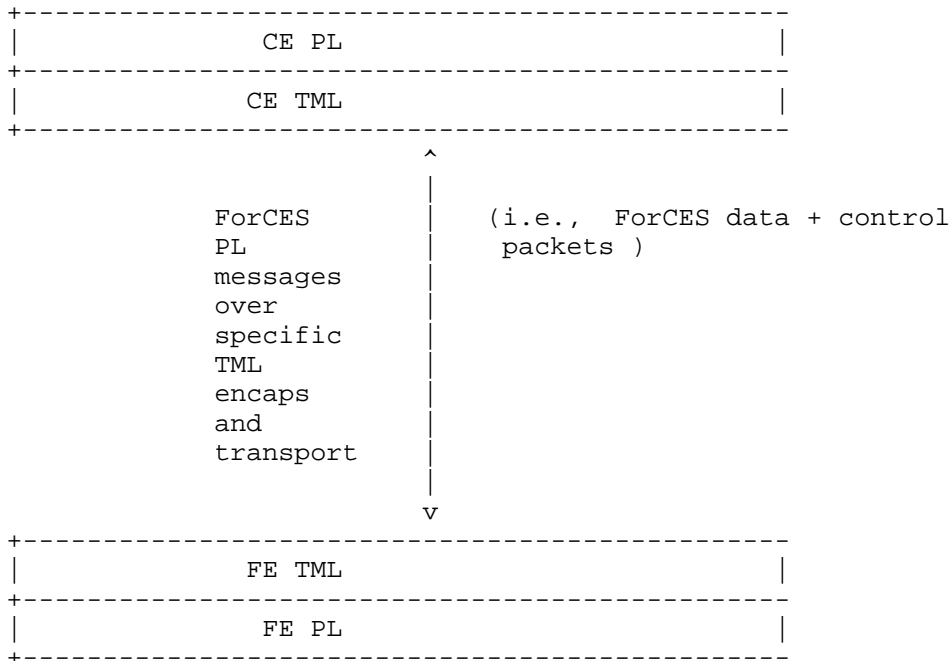 CE PL
CE TML
ForCES (i.e., ForCES data + control
PL packets )
messages
over
specific
TML
encaps
and
transport
v
FE TML
FE PL